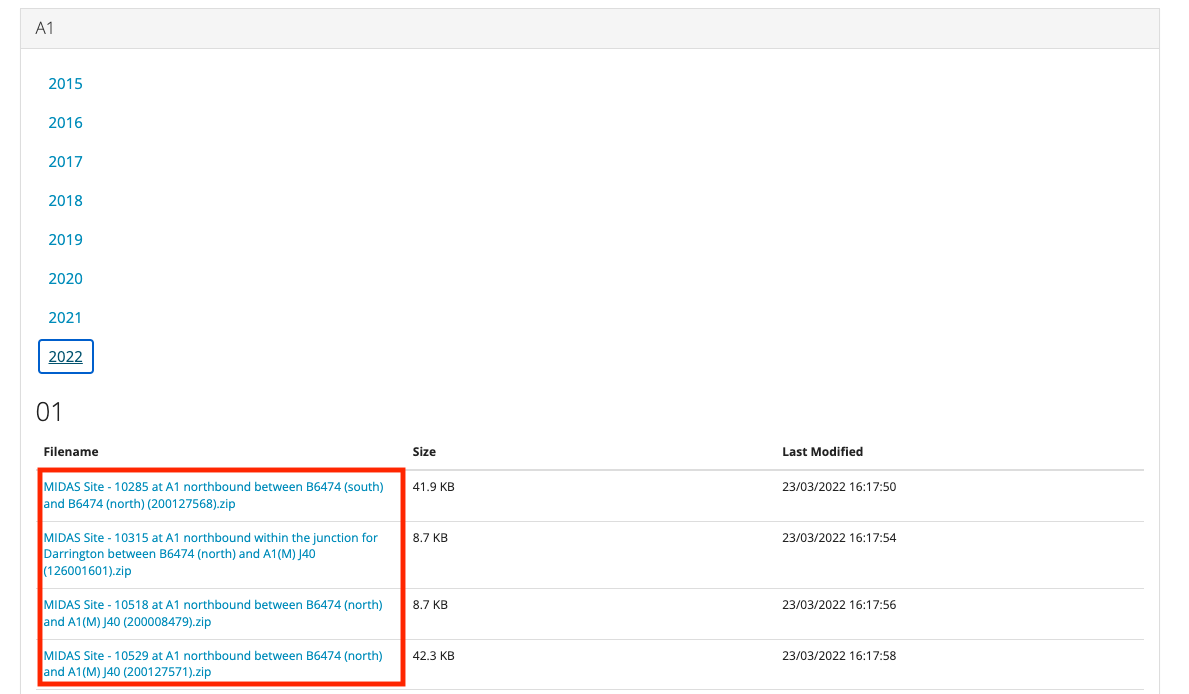 A1
2015
2016
2017
2018
2019
2020
2021
2022
01
Filename Size Last Modified
MIDAS Site - 10285 at A1 northbound between B6474 (south) 41.9 KB 23/03/2022 16:17:50
and B6474 (north) (200127568).zip
MIDAS Site - 10315 at A1 northbound within the junction for 8.7 KB 23/03/2022 16:17:54
Darrington between B6474 (north) and A1(M) J40
(126001601).zip
MIDAS Site - 10518 at A1 northbound between B6474 (north) 8.7 KB 23/03/2022 16:17:56
and A1(M) J40 (200008479).zip
MIDAS Site - 10529 at A1 northbound between B6474 (north) 42.3 KB 23/03/2022 16:17:58
and A1(M) J40 (200127571).zip